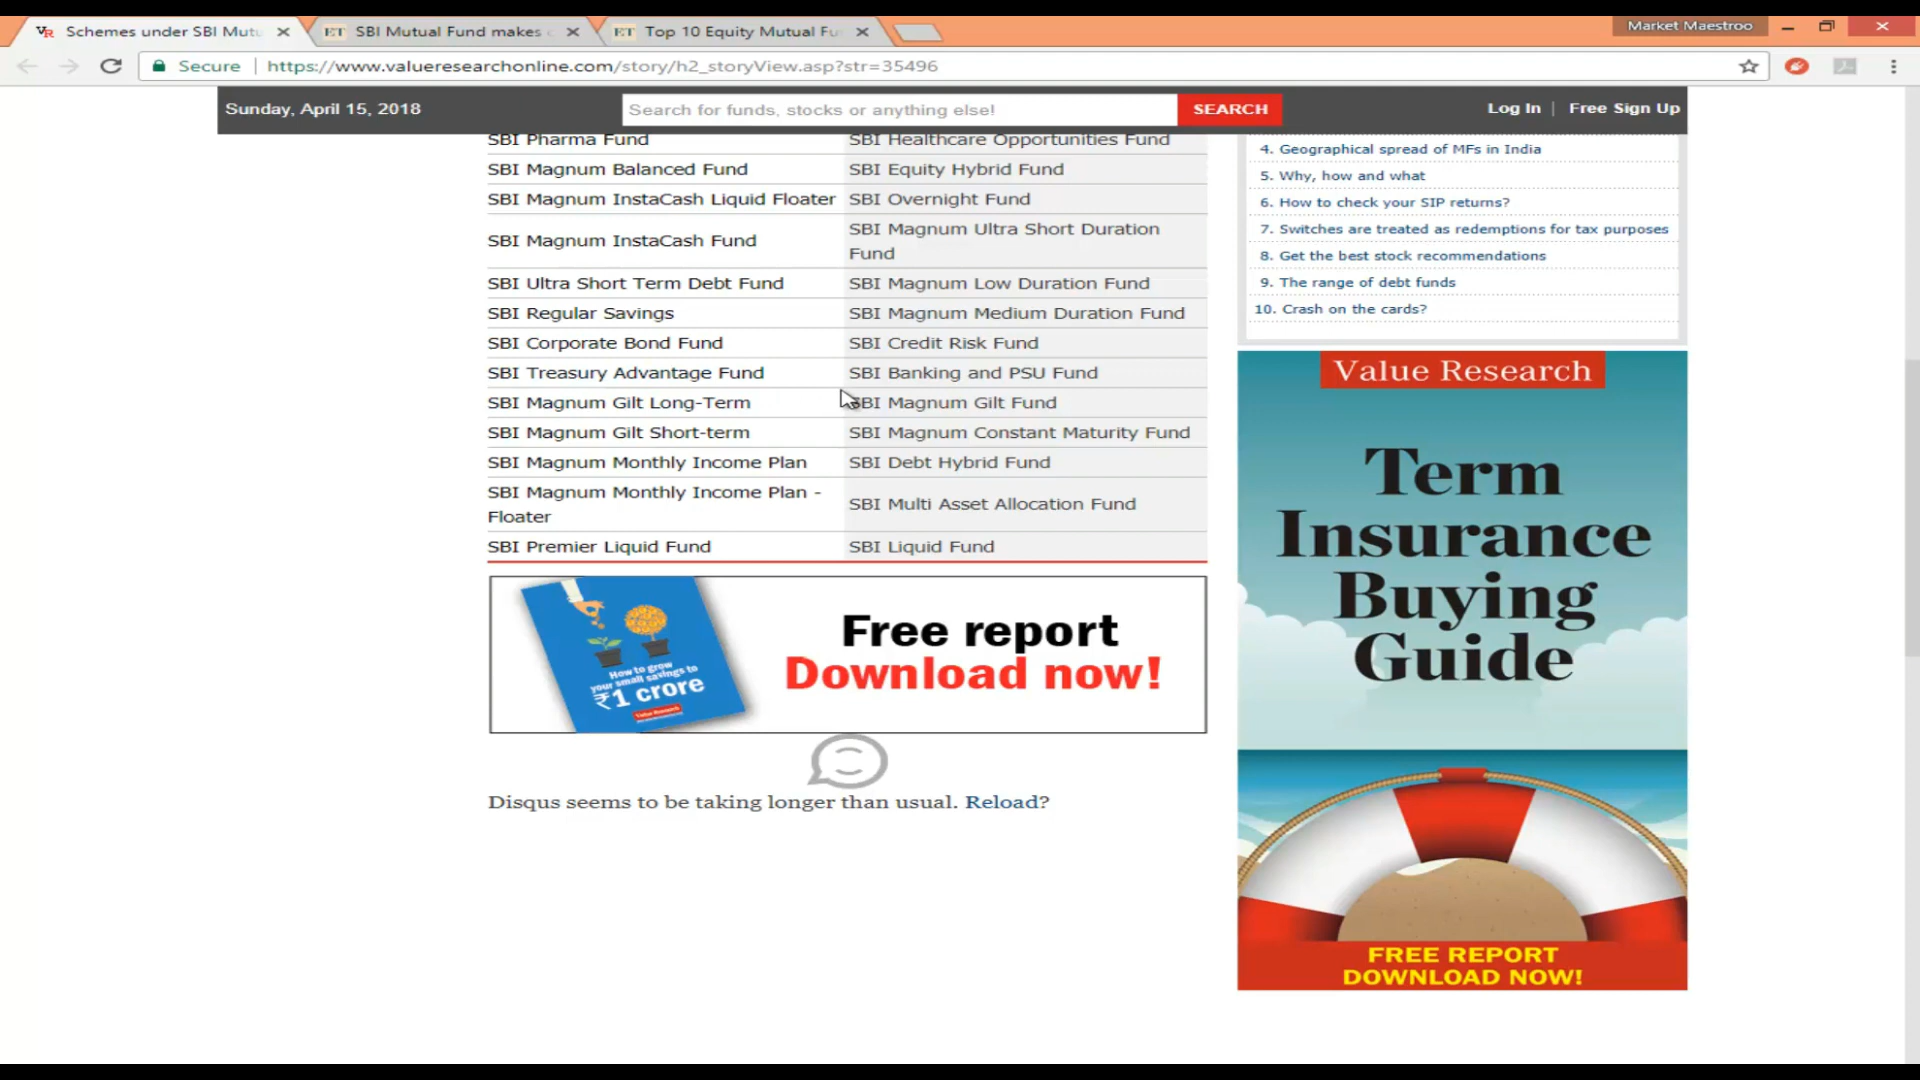 Schemes under SBI Mutu
ET SBI Mutual Fund makes
ET Top 10 Equity Mutual Fu
Market Maestroo
Secure https://www.valueresearchonline.com/story/h2_storyView.asp?str=35496
Sunday, April 15, 2018
Search for funds, stocks or anything else!
SEARCH
Log In | Free Sign Up
SBI Pharma Fund SBI Healthcare Opportunities Fund
SBI Magnum Balanced Fund SBI Equity Hybrid Fund
SBI Magnum InstaCash Liquid Floater SBI Overnight Fund
SBI Magnum InstaCash Fund SBI Magnum Ultra Short Duration
Fund
SBI Ultra Short Term Debt Fund SBI Magnum Low Duration Fund
SBI Regular Savings SBI Magnum Medium Duration Fund
SBI Corporate Bond Fund SBI Credit Risk Fund
SBI Treasury Advantage Fund SBI Banking and PSU Fund
SBI Magnum Gilt Long-Term SBI Magnum Gilt Fund
SBI Magnum Gilt Short-term SBI Magnum Constant Maturity Fund
SBI Magnum Monthly Income Plan SBI Debt Hybrid Fund
SBI Magnum Monthly Income Plan -
Floater SBI Multi Asset Allocation Fund
SBI Premier Liquid Fund SBI Liquid Fund
How to grow
your small savings to
₹1 crore
Value Research
Free report
Download now!
Disqus seems to be taking longer than usual. Reload?
4. Geographical spread of MFs in India
5. Why, how and what
6. How to check your SIP returns?
7. Switches are treated as redemptions for tax purposes
8. Get the best stock recommendations
9. The range of debt funds
10. Crash on the cards?
Value Research
Term
Insurance
Buying
Guide
FREE REPORT
DOWNLOAD NOW!